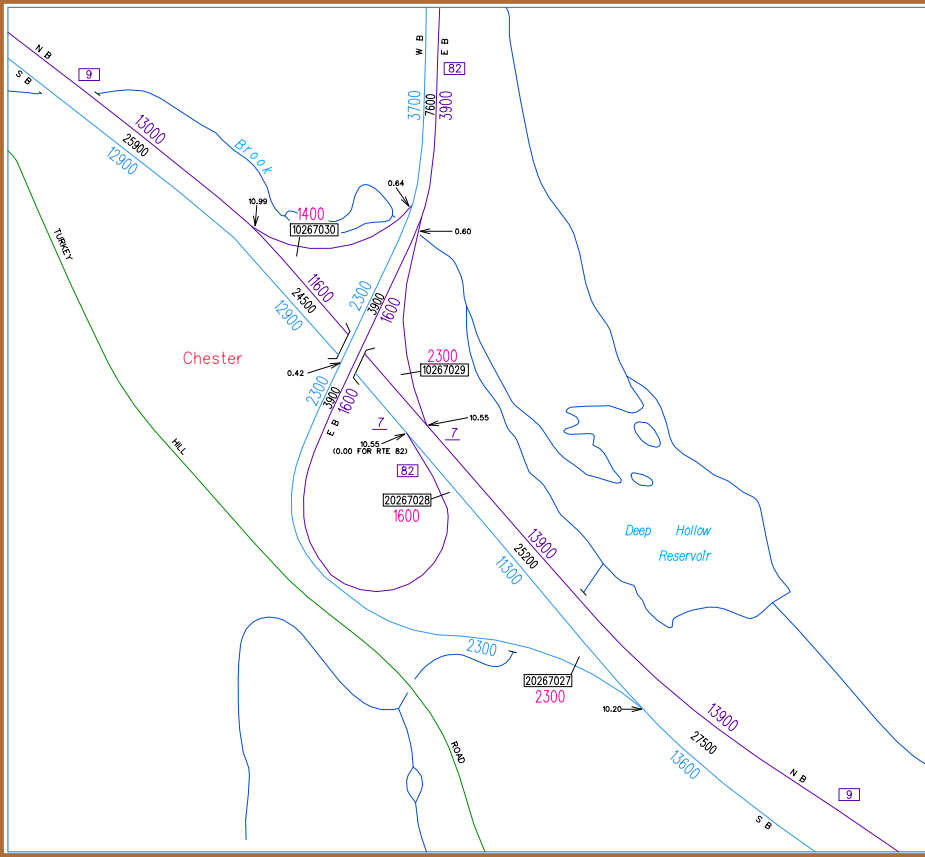 N B
S B
9
W B
E B
82
3700
7600
3900
13000
25900
12900
Brook
10.99
0.64
1400
10267030
0.60
TURKEY
11600
24500
12900
2300
3900
1600
Chester
0.42
2300
10267029
2300
3900
1600
E B
7
10.55
(0.00 FOR RTE 82)
10.55
7
82
20267028
1600
HILL
13900
25200
11300
Deep Hollow
Reservoir
2300
20267027
2300
10.20
13900
27500
13600
ROAD
N B
9
S B